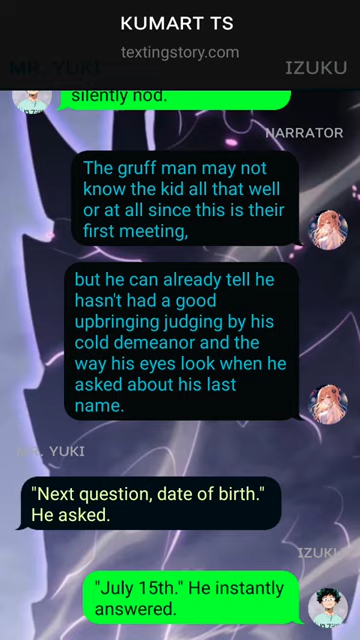 KUMART TS
textingstory.com
MR. YUKI
IZUKU
silently nod.
NARRATOR
The gruff man may not
know the kid all that well
or at all since this is their
first meeting,
but he can already tell he
hasn't had a good
upbringing judging by his
cold demeanor and the
way his eyes look when he
asked about his last
name.
MR. YUKI
"Next question, date of birth."
He asked.
IZUKU
"July 15th." He instantly
answered.